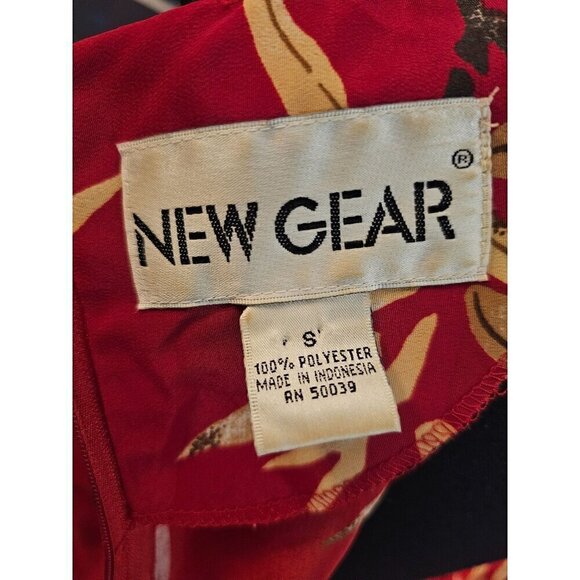 NEW GEAR ®
S
100% POLYESTER
MADE IN INDONESIA
RN 50039